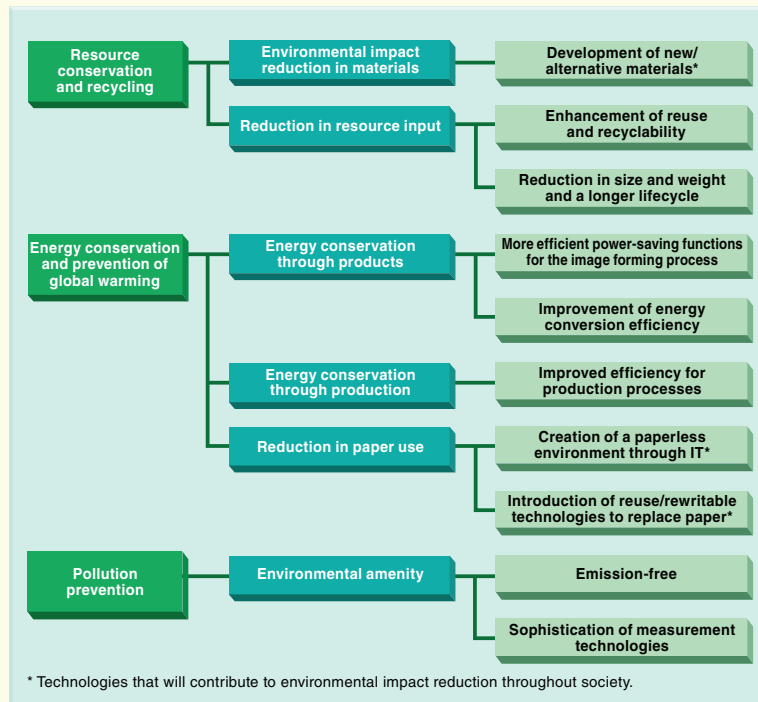 Resource
conservation
and recycling
Environmental impact
reduction in materials
Development of new/
alternative materials*
Reduction in resource input
Enhancement of reuse
and recyclability
Reduction in size and weight
and a longer lifecycle
Energy conservation
and prevention of
global warming
Energy conservation
through products
More efficient power-saving functions
for the image forming process
Improvement of energy
conversion efficiency
Energy conservation
through production
Improved efficiency for
production processes
Reduction in paper use
Creation of a paperless
environment through IT*
Introduction of reuse/rewritable
technologies to replace paper*
Pollution
prevention
Environmental amenity
Emission-free
Sophistication of measurement
technologies
* Technologies that will contribute to environmental impact reduction throughout society.